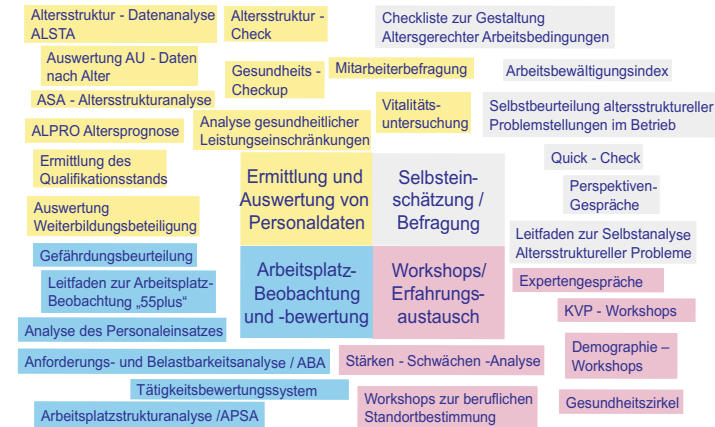 Altersstruktur - Datenanalyse
ALSTA
Altersstruktur -
Check
Checkliste zur Gestaltung
Altersgerechter Arbeitsbedingungen
Auswertung AU - Daten
nach Alter
Gesundheits -
Checkup
Mitarbeiterbefragung
Arbeitsbewältigungsindex
ASA - Altersstrukturanalyse
Vitalitäts-
untersuchung
Selbstbeurteilung altersstruktureller
Problemstellungen im Betrieb
ALPRO Altersprognose
Analyse gesundheitlicher
Leistungseinschränkungen
Ermittlung des
Qualifikationsstands
Quick - Check
Perspektiven-
Gespräche
Ermittlung und
Auswertung von
Personaldaten
Selbstein-
schätzung /
Befragung
Auswertung
Weiterbildungsbeteiligung
Leitfaden zur Selbstanalyse
Altersstruktureller Probleme
Gefährdungsbeurteilung
Leitfaden zur Arbeitsplatz-
Beobachtung „55plus“
Arbeitsplatz-
Beobachtung
und -bewertung
Workshops/
Erfahrungs-
austausch
Expertengespräche
KVP - Workshops
Analyse des Personaleinsatzes
Demographie –
Workshops
Anforderungs- und Belastbarkeitsanalyse / ABA
Stärken - Schwächen -Analyse
Tätigkeitsbewertungssystem
Workshops zur beruflichen
Standortbestimmung
Gesundheitszirkel
Arbeitsplatzstrukturanalyse /APSA